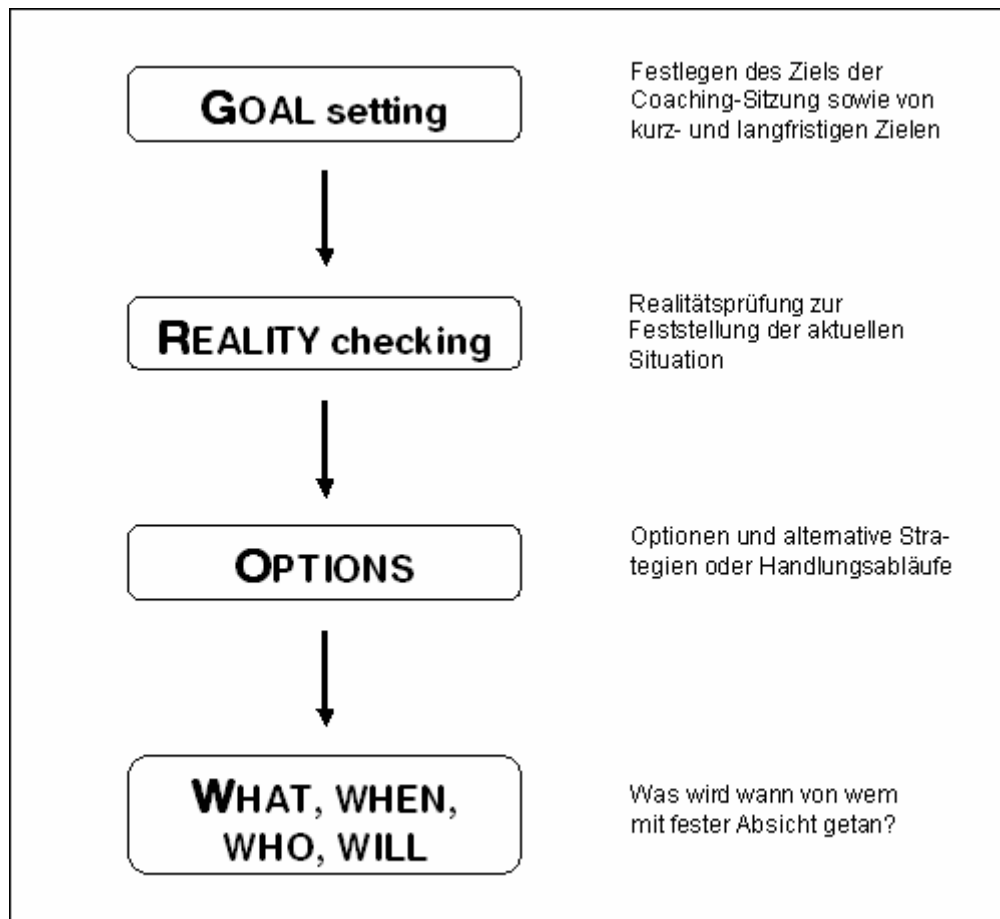 GOAL setting
Festlegen des Ziels der
Coaching-Sitzung sowie von
kurz- und langfristigen Zielen
REALITY checking
Realitätsprüfung zur
Feststellung der aktuellen
Situation
OPTIONS
Optionen und alternative Stra-
tegien oder Handlungsabläufe
WHAT, WHEN,
WHO, WILL
Was wird wann von wem
mit fester Absicht getan?